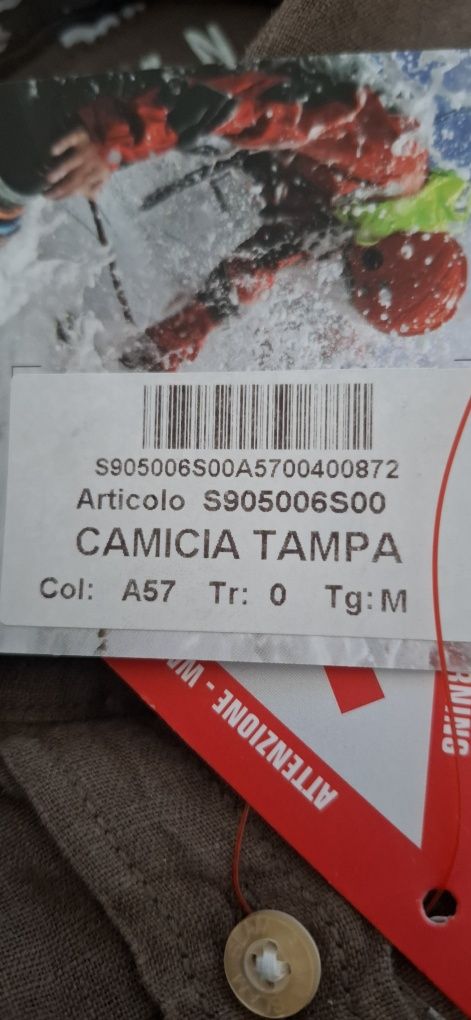 S905006S00A5700400872
Articolo S905006S00
CAMICIA TAMPA
Col: A57 Tr: 0 Tg: M
ATTENZIONE - W
RNING